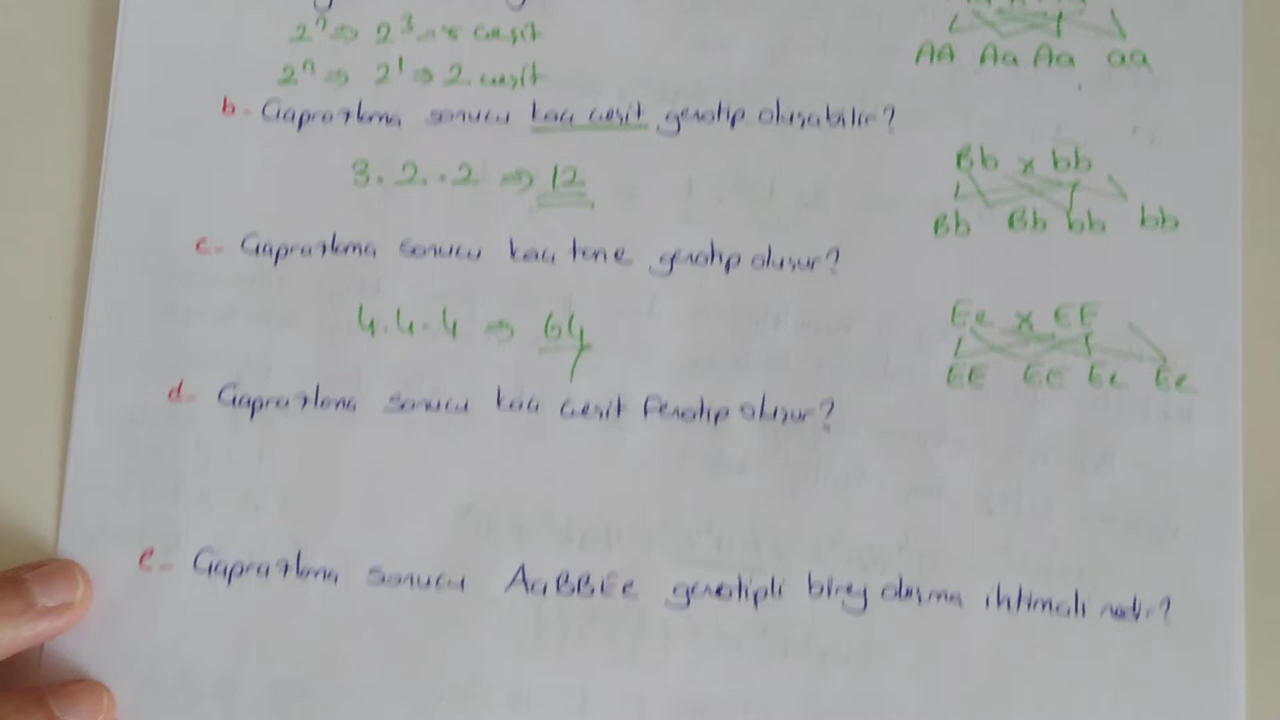 2ⁿ ⇒ 2³ → 8 çeşit
2ⁿ ⇒ 2¹ ⇒ 2 çeşit
AA Aa Aa aa
b- Çaprazlama sonucu kaç çeşit genotip oluşabilir?
3.2.2 ⇒ 12
Bb x bb
Bb Bb bb bb
c- Çaprazlama sonucu kaç tane genotip oluşur?
4.4.4 ⇒ 64
Ee x EE
EE EE Ee Ee
d- Çaprazlama sonucu kaç çeşit fenotip oluşur?
e- Çaprazlama sonucu AaBBEe genotipli birey oluşma ihtimali nedir?